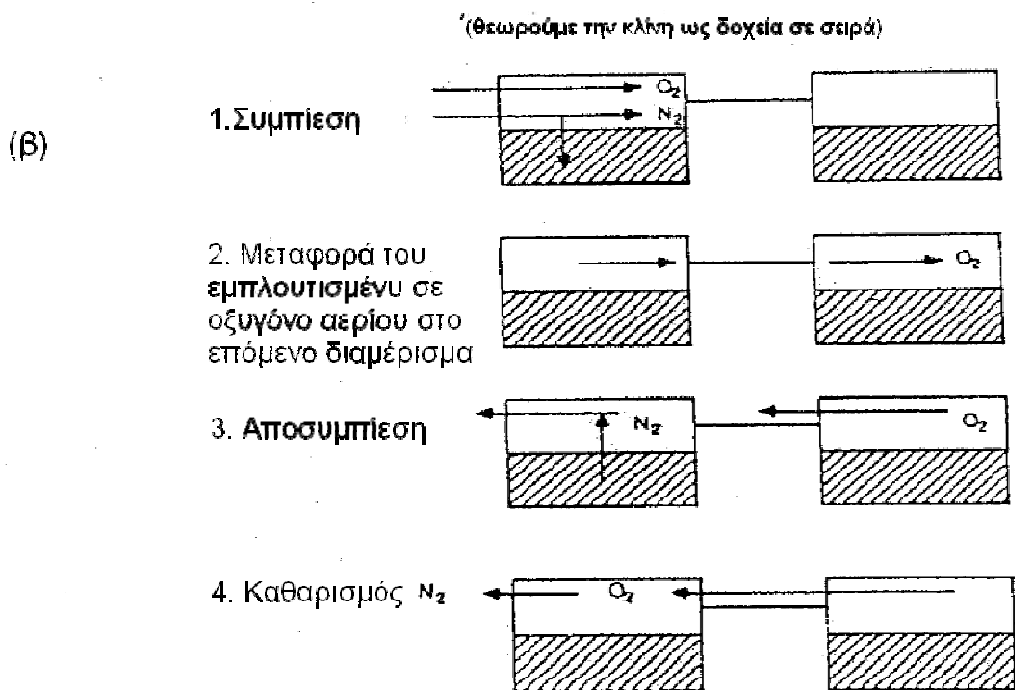 *(θεωρούμε την κλίνη ως δοχεία σε σειρά)
(β)
1.Συμπίεση
O₂
N₂
2. Μεταφορά του
εμπλουτισμένυ σε
οξυγόνο αερίου στο
επόμενο διαμέρισμα
O₂
3. Αποσυμπίεση
N₂
O₂
4. Καθαρισμός N₂
O₂